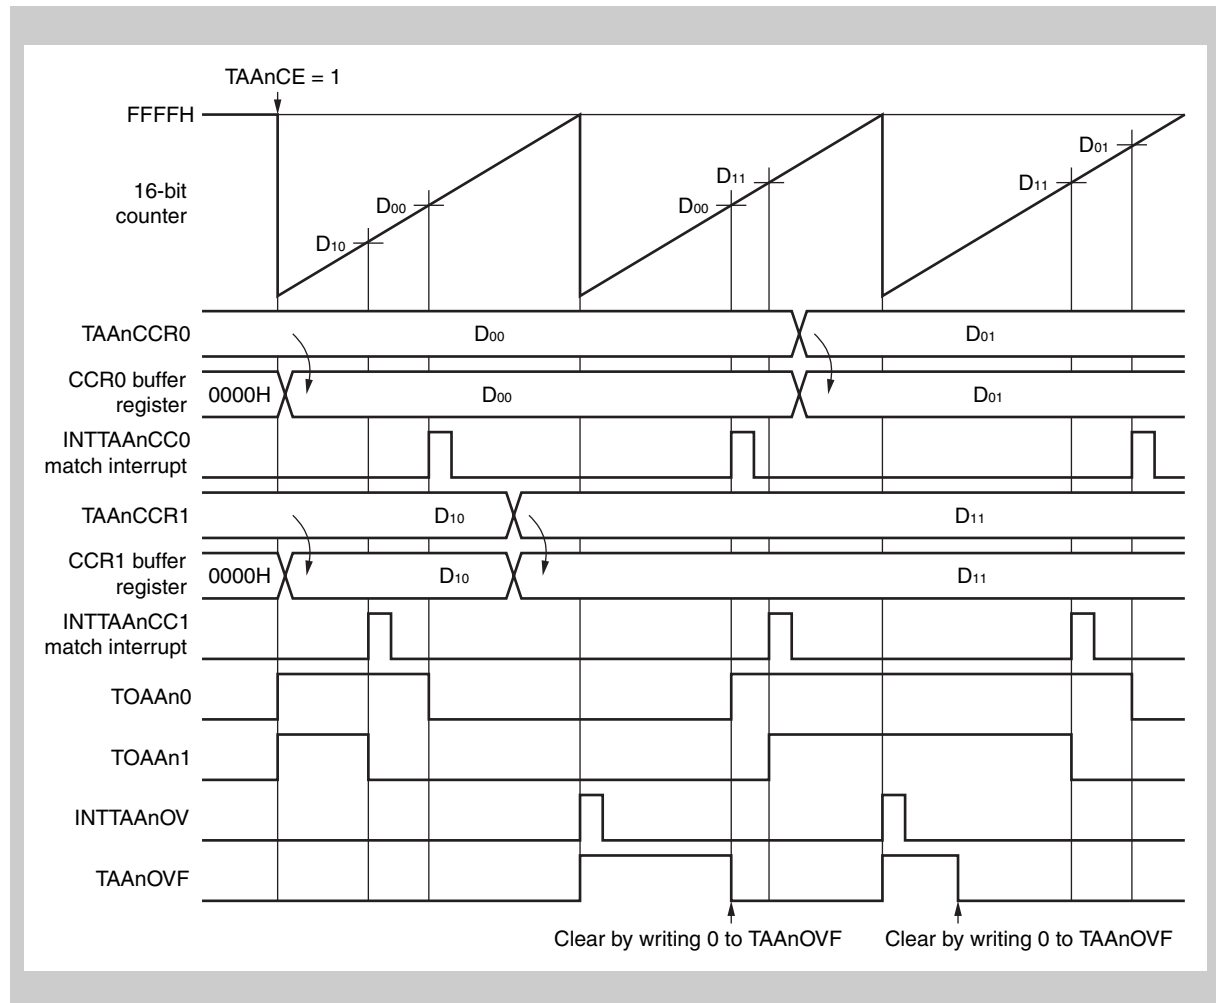 TAAnCE = 1
FFFFH
16-bit
counter
D10
D00
D00
D11
D11
D01
TAAnCCR0
D00
D01
CCR0 buffer
register
0000H
D00
D01
INTTAAnCC0
match interrupt
TAAnCCR1
D10
D11
CCR1 buffer
register
0000H
D10
D11
INTTAAnCC1
match interrupt
TOAAn0
TOAAn1
INTTAAnOV
TAAnOVF
Clear by writing 0 to TAAnOVF
Clear by writing 0 to TAAnOVF